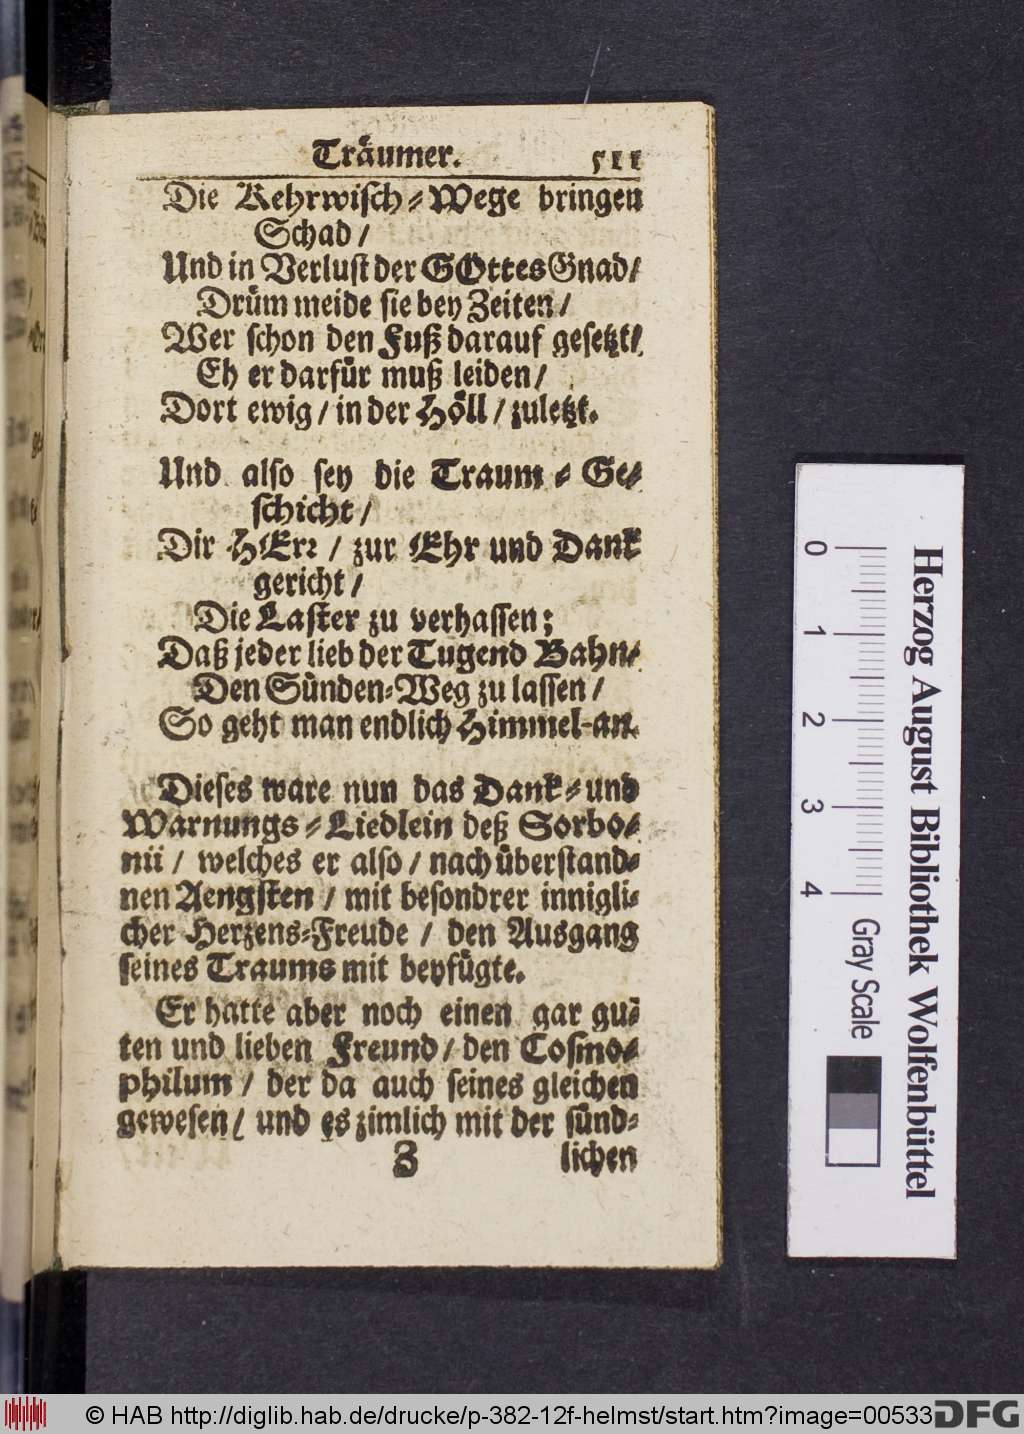 Träumer. 511
Die Kehrwisch-Wege bringen
Schad/
Und in Verlust der GOttes Gnad/
Drüm meide sie bey Zeiten/
Wer schon den Fuß darauf gesetzt/
Eh er darfür muß leiden/
Dort ewig/ in der Höll/ zuletzt.
Und also sey die Traum-Ge-
schicht/
Dir HErr/ zur Ehr und Dank
gericht/
Die Laster zu verhassen;
Daß jeder lieb der Tugend Bahn/
Den Sünden-Weg zu lassen/
So geht man endlich Himmel-an.
Dieses ware nun das Dank- und
Warnungs-Liedlein deß Sorbo-
nii/ welches er also/ nach überstand-
nen Aengsten/ mit besondrer innigli-
cher Herzens-Freude/ den Ausgang
seines Traums mit beyfügte.
Er hatte aber noch einen gar gu-
ten und lieben Freund/ den Cosmo-
philum/ der da auch seines gleichen
gewesen/ und es zimlich mit der sünd-
3 lichen
Herzog August Bibliothek Wolfenbüttel
0 1 2 3 4 Gray Scale
© HAB http://diglib.hab.de/drucke/p-382-12f-helmst/start.htm?image=00533
DFG